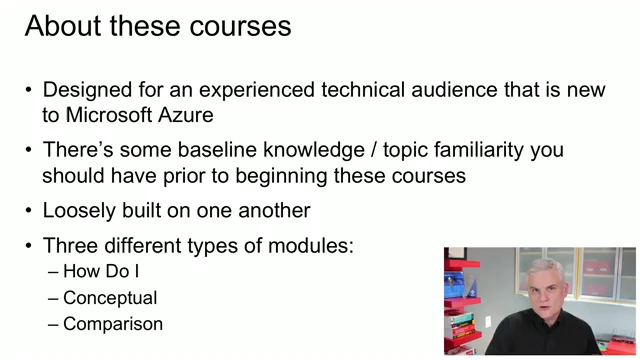 About these courses
• Designed for an experienced technical audience that is new
to Microsoft Azure
• There's some baseline knowledge / topic familiarity you
should have prior to beginning these courses
• Loosely built on one another
• Three different types of modules:
– How Do I
– Conceptual
– Comparison